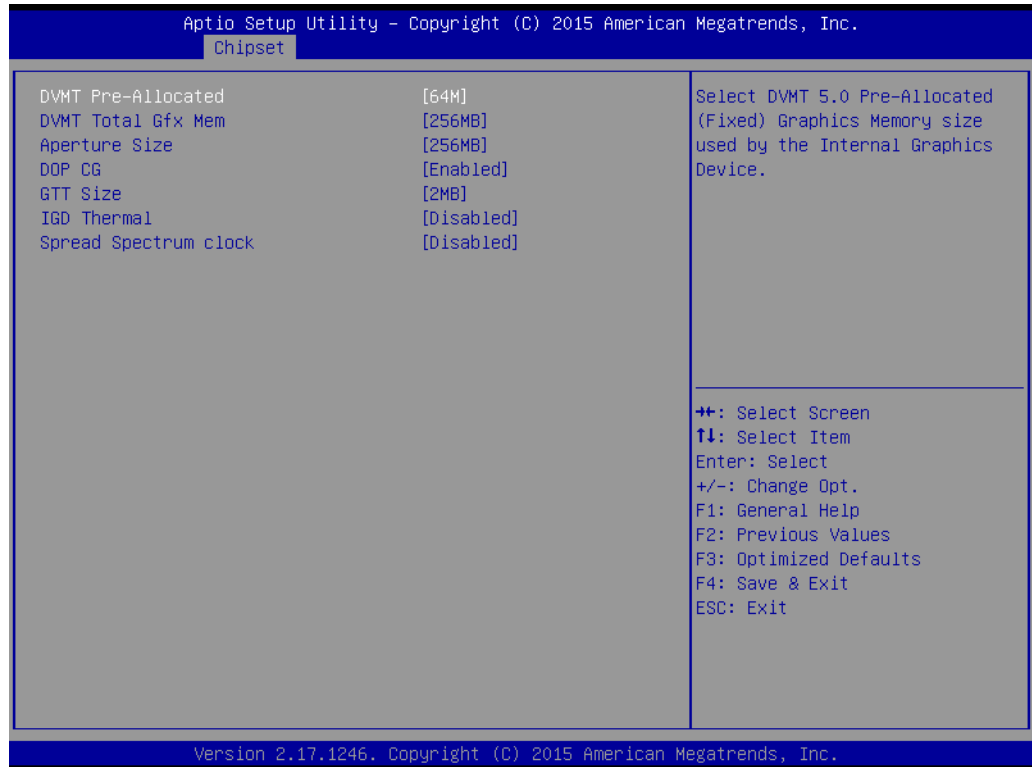 Aptio Setup Utility – Copyright (C) 2015 American Megatrends, Inc.
Chipset
DVMT Pre-Allocated [64M]
DVMT Total Gfx Mem [256MB]
Aperture Size [256MB]
DOP CG [Enabled]
GTT Size [2MB]
IGD Thermal [Disabled]
Spread Spectrum clock [Disabled]
Select DVMT 5.0 Pre-Allocated
(Fixed) Graphics Memory size
used by the Internal Graphics
Device.
→←: Select Screen
↑↓: Select Item
Enter: Select
+/-: Change Opt.
F1: General Help
F2: Previous Values
F3: Optimized Defaults
F4: Save & Exit
ESC: Exit
Version 2.17.1246. Copyright (C) 2015 American Megatrends, Inc.